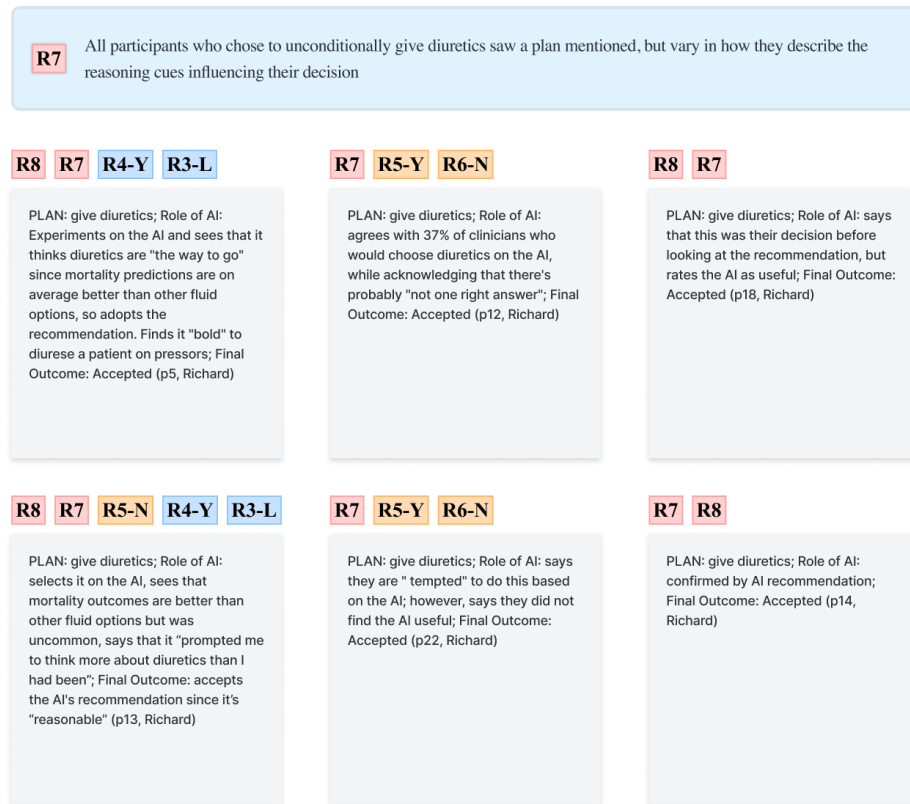 R7
All participants who chose to unconditionally give diuretics saw a plan mentioned, but vary in how they describe the
reasoning cues influencing their decision
R8 R7 R4-Y R3-L
PLAN: give diuretics; Role of AI:
Experiments on the AI and sees that it
thinks diuretics are "the way to go"
since mortality predictions are on
average better than other fluid
options, so adopts the
recommendation. Finds it "bold" to
diurese a patient on pressors; Final
Outcome: Accepted (p5, Richard)
R7 R5-Y R6-N
PLAN: give diuretics; Role of AI:
agrees with 37% of clinicians who
would choose diuretics on the AI,
while acknowledging that there's
probably "not one right answer"; Final
Outcome: Accepted (p12, Richard)
R8 R7
PLAN: give diuretics; Role of AI: says
that this was their decision before
looking at the recommendation, but
rates the AI as useful; Final Outcome:
Accepted (p18, Richard)
R8 R7 R5-N R4-Y R3-L
PLAN: give diuretics; Role of AI:
selects it on the AI, sees that
mortality outcomes are better than
other fluid options but was
uncommon, says that it “prompted me
to think more about diuretics than I
had been”; Final Outcome: accepts
the AI's recommendation since it’s
“reasonable” (p13, Richard)
R7 R5-Y R6-N
PLAN: give diuretics; Role of AI: says
they are " tempted" to do this based
on the AI; however, says they did not
find the AI useful; Final Outcome:
Accepted (p22, Richard)
R7 R8
PLAN: give diuretics; Role of AI:
confirmed by AI recommendation;
Final Outcome: Accepted (p14,
Richard)